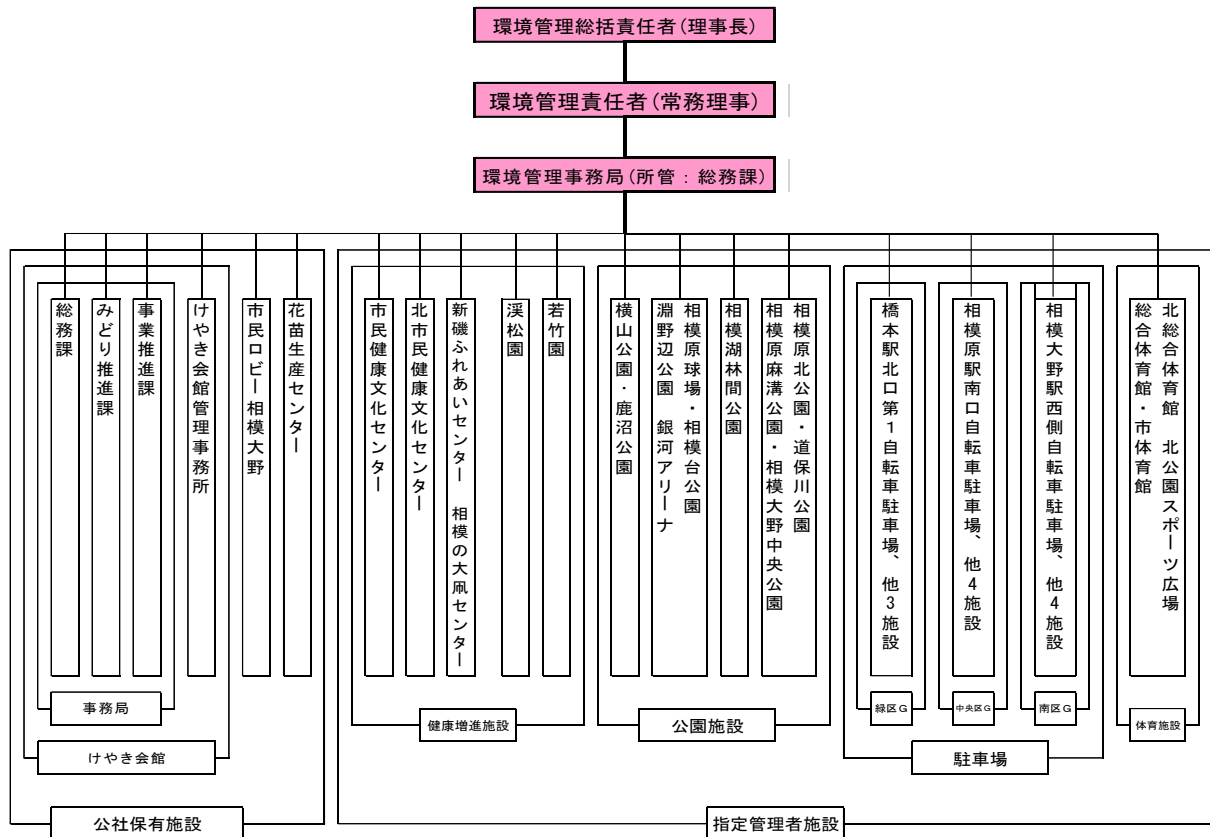 環境管理総括責任者(理事長)
環境管理責任者(常務理事)
環境管理事務局(所管：総務課)
総務課
みどり推進課
事業推進課
けやき会館管理事務所
市民ロビー相模大野
花苗生産センター
市民健康文化センター
北市民健康文化センター
新磯ふれあいセンター 相模の大凧センター
渓松園
若竹園
横山公園・鹿沼公園
相模原球場・相模台公園
淵野辺公園 銀河アリーナ
相模湖林間公園
相模原北公園・道保川公園
相模原麻溝公園・相模大野中央公園
橋本駅北口第1自転車駐車場、他3施設
相模原駅南口自転車駐車場、他4施設
相模大野駅西側自転車駐車場、他4施設
北総合体育館 北公園スポーツ広場
総合体育館・市体育館
事務局
健康増進施設
公園施設
緑区G
中央区G
南区G
体育施設
けやき会館
駐車場
公社保有施設
指定管理者施設